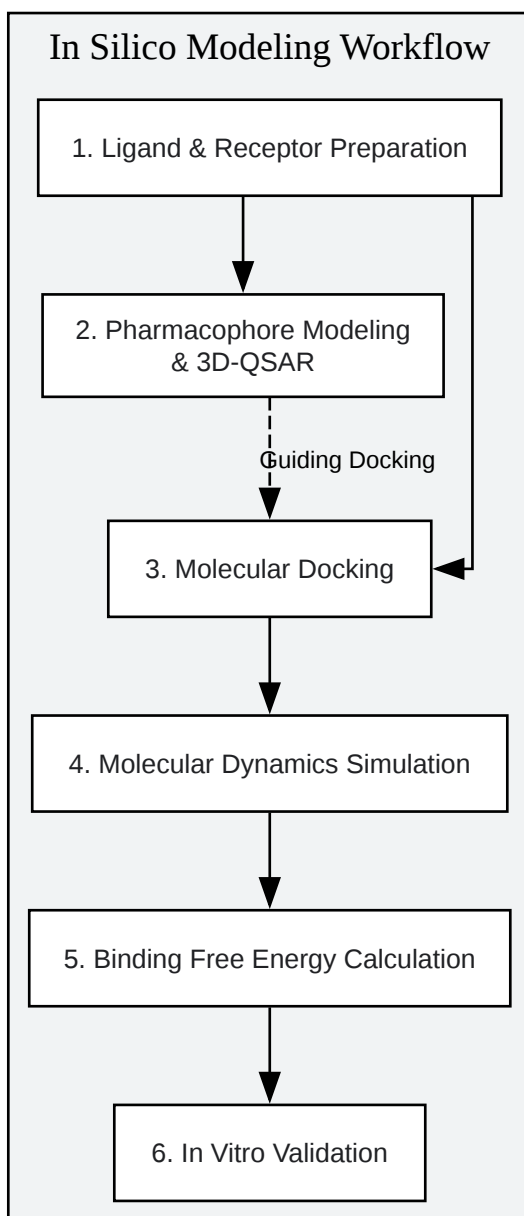 In Silico Modeling Workflow
1. Ligand & Receptor Preparation
2. Pharmacophore Modeling
& 3D-QSAR
Guiding Docking
3. Molecular Docking
4. Molecular Dynamics Simulation
5. Binding Free Energy Calculation
6. In Vitro Validation